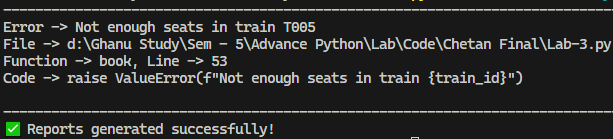 --------------------------------------------------------------------------------
Error -> Not enough seats in train T005
File -> d:\Ghanu Study\Sem - 5\Advance Python\Lab\Code\Chetan Final\Lab-3.py
Function -> book, Line -> 53
Code -> raise ValueError(f"Not enough seats in train {train_id}")
--------------------------------------------------------------------------------
✅ Reports generated successfully!